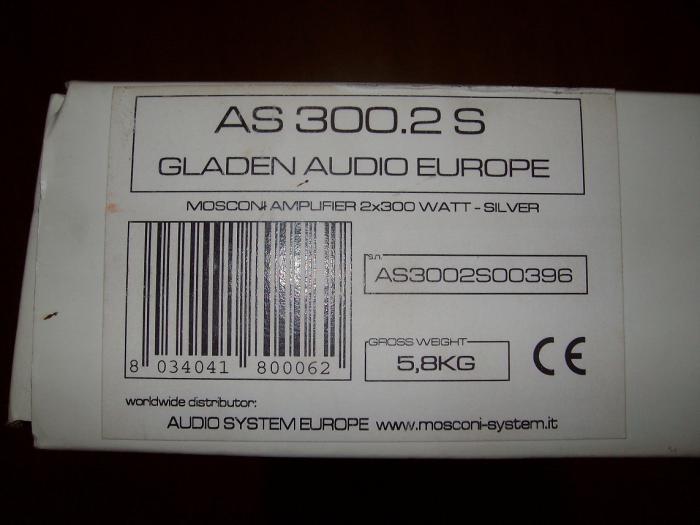 AS 300.2 S
GLADEN AUDIO EUROPE
MOSCONI AMPLIFIER 2x300 WATT - SILVER
s.n.
AS3002S00396
8 034041 800062
GROSS WEIGHT
5,8KG
CE
worldwide distributor:
AUDIO SYSTEM EUROPE www.mosconi-system.it